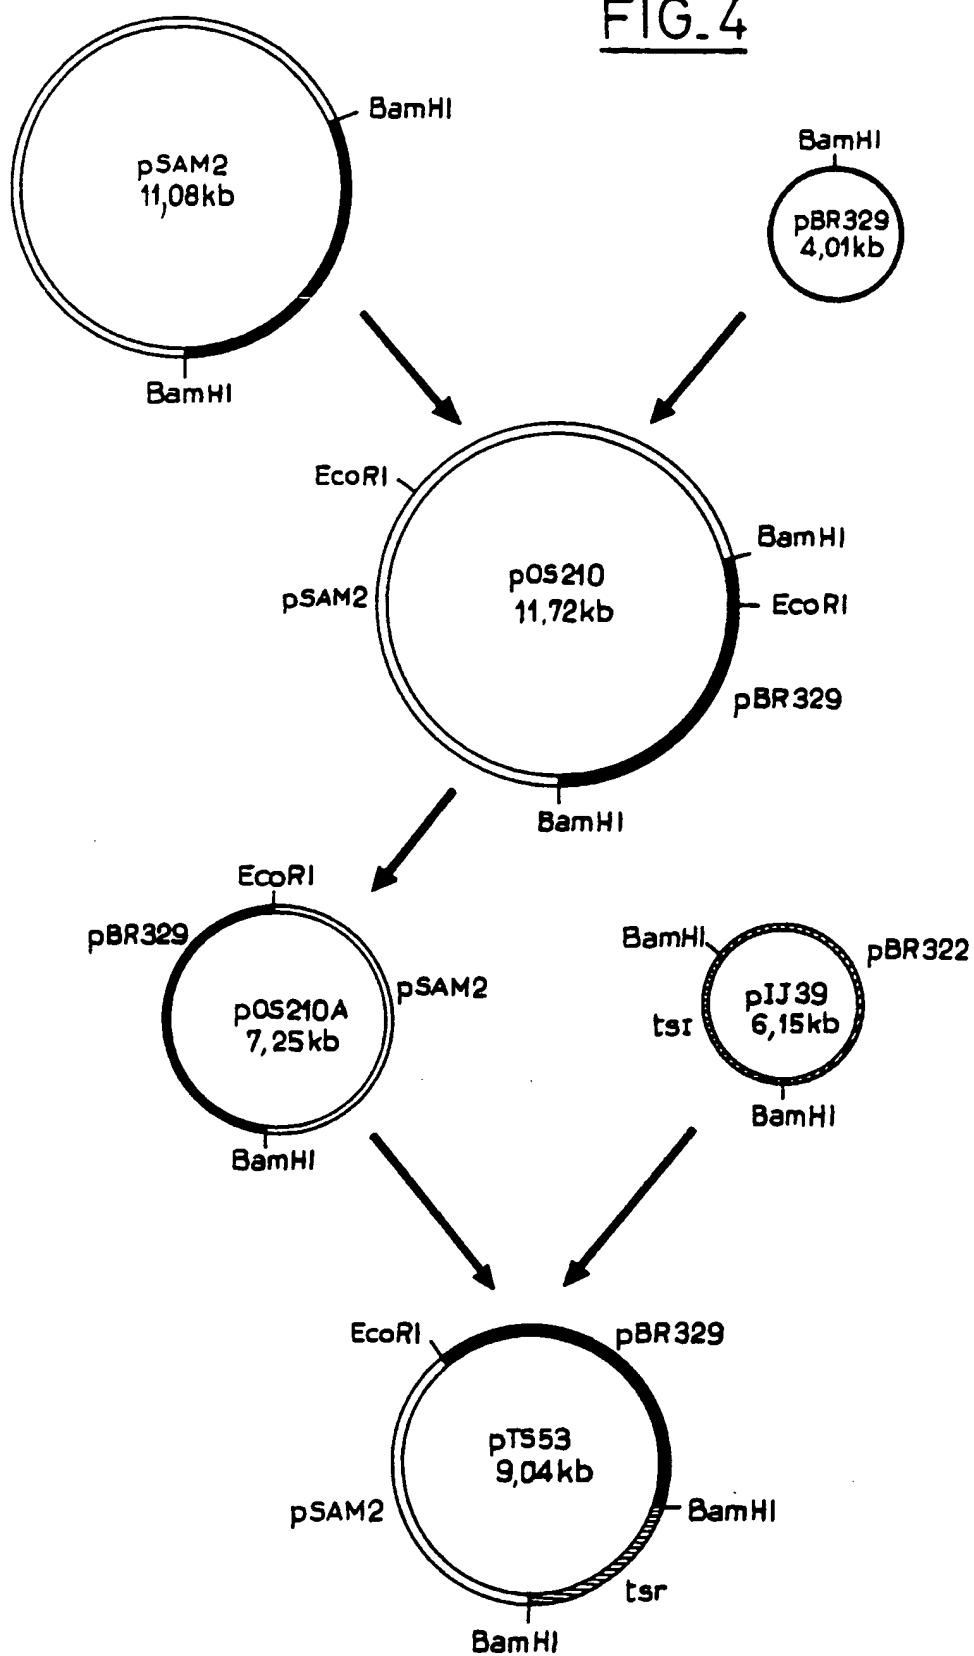 FIG_4
BamHI
pSAM2
11,08kb
BamHI
BamHI
pBR329
4,01kb
EcoRI
BamHI
pOS210
11,72kb
pSAM2
EcoRI
pBR329
BamHI
EcoRI
pBR329
pSAM2
pOS210A
7,25kb
BamHI
BamHI
pBR322
pIJ39
6,15kb
tsr
BamHI
EcoRI
pBR329
pTS53
9,04kb
pSAM2
BamHI
tsr
BamHI